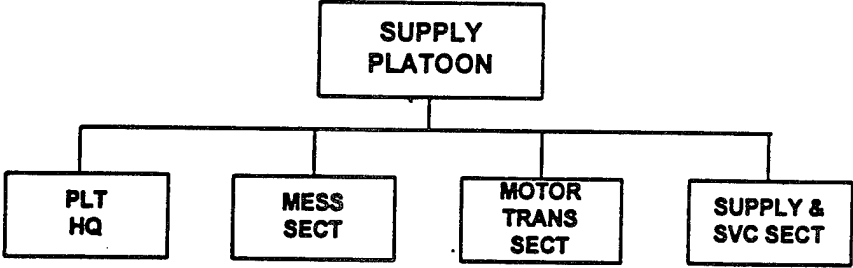 SUPPLY
PLATOON
PLT
HQ
MESS
SECT
MOTOR
TRANS
SECT
SUPPLY &
SVC SECT